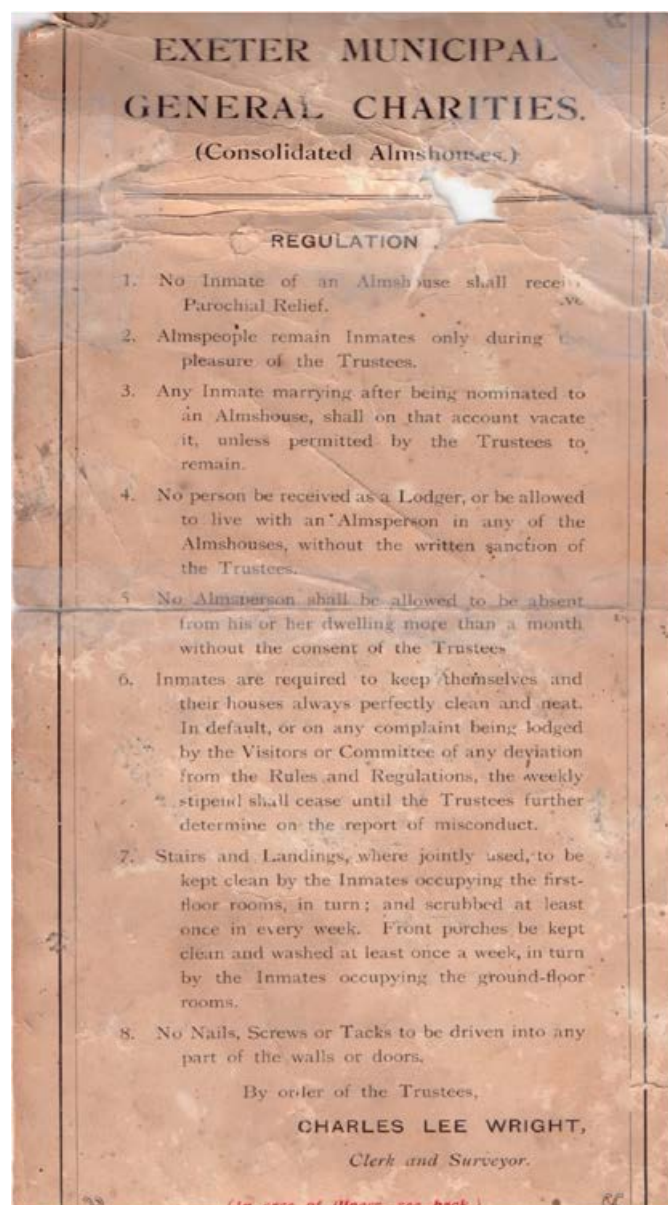 EXETER MUNICIPAL
GENERAL CHARITIES.
(Consolidated Almshouses.)
REGULATION
1. No Inmate of an Almshouse shall receive
Parochial Relief.
2. Almspeople remain Inmates only during
pleasure of the Trustees.
3. Any Inmate marrying after being nominated to
an Almshouse, shall on that account vacate
it, unless permitted by the Trustees to
remain.
4. No person be received as a Lodger, or be allowed
to live with an Almsperson in any of the
Almshouses, without the written sanction of
the Trustees.
5 No Almsperson shall be allowed to be absent
from his or her dwelling more than a month
without the consent of the Trustees
6. Inmates are required to keep themselves and
their houses always perfectly clean and neat.
In default, or on any complaint being lodged
by the Visitors or Committee of any deviation
from the Rules and Regulations, the weekly
stipend shall cease until the Trustees further
determine on the report of misconduct.
7. Stairs and Landings, where jointly used, to be
kept clean by the Inmates occupying the first-
floor rooms, in turn; and scrubbed at least
once in every week. Front porches be kept
clean and washed at least once a week, in turn
by the Inmates occupying the ground-floor
rooms.
8. No Nails, Screws or Tacks to be driven into any
part of the walls or doors.
By order of the Trustees,
CHARLES LEE WRIGHT,
Clerk and Surveyor.
(In case of illness, see back.)